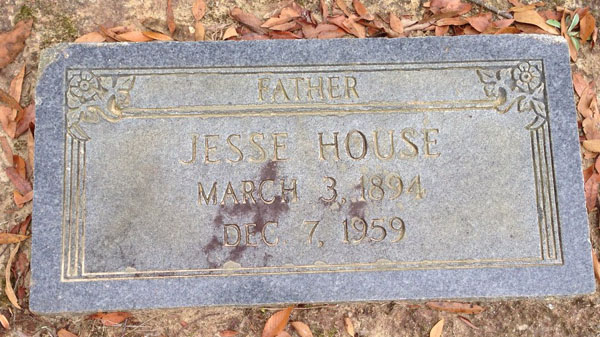 FATHER
JESSE HOUSE
MARCH 3, 1894
DEC. 7, 1959